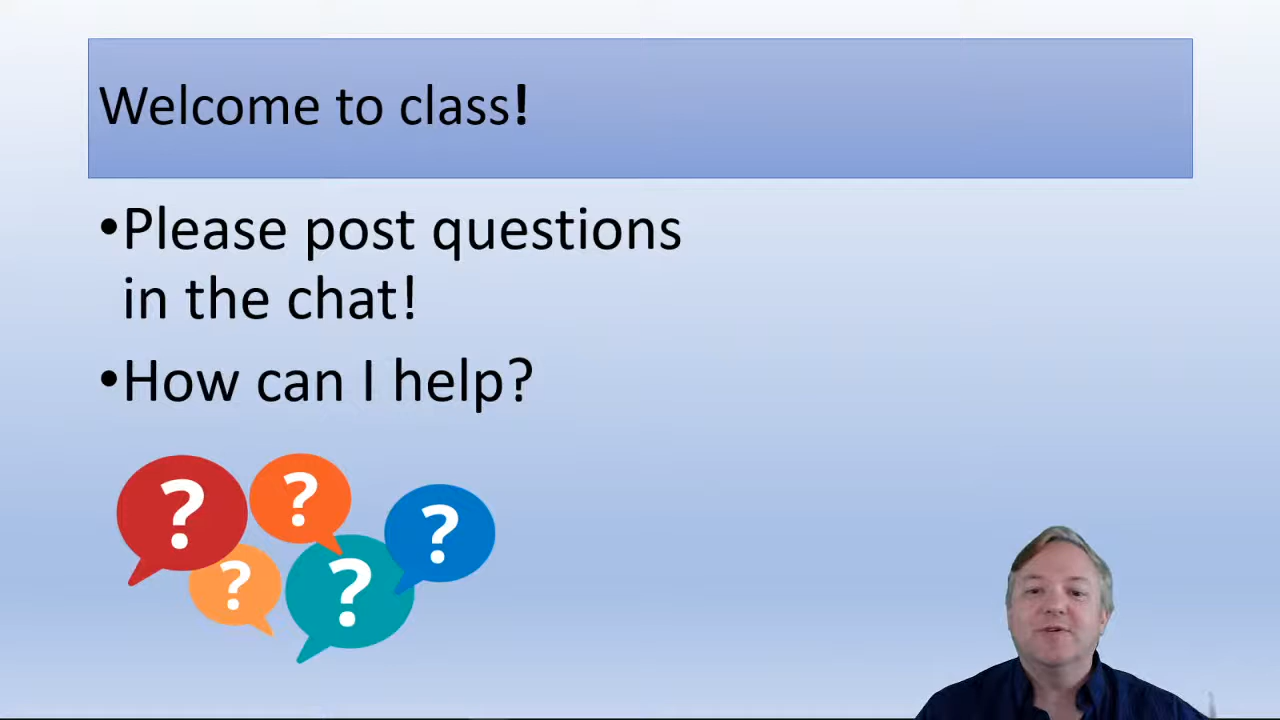 Welcome to class!
•Please post questions
in the chat!
•How can I help?
? ? ? ? ?